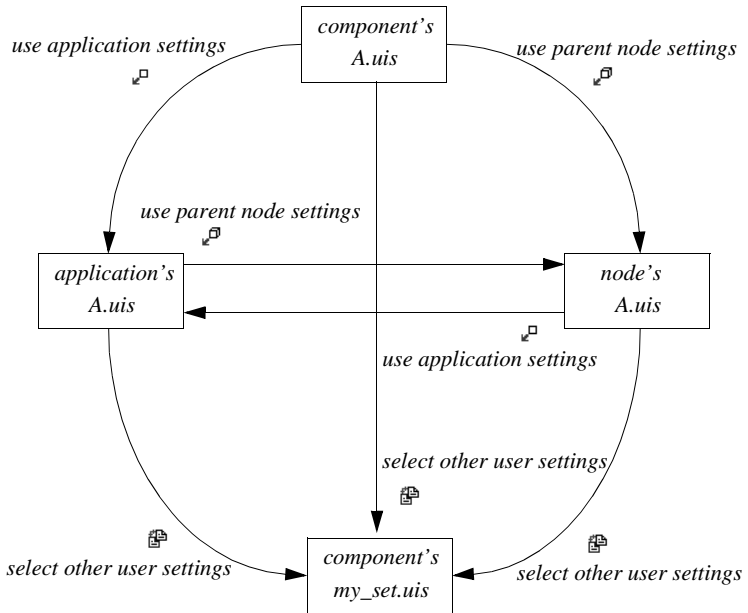 component's
A.uis
use application settings
use parent node settings
use parent node settings
application's
A.uis
node's
A.uis
use application settings
select other user settings
component's
my_set.uis
select other user settings
select other user settings